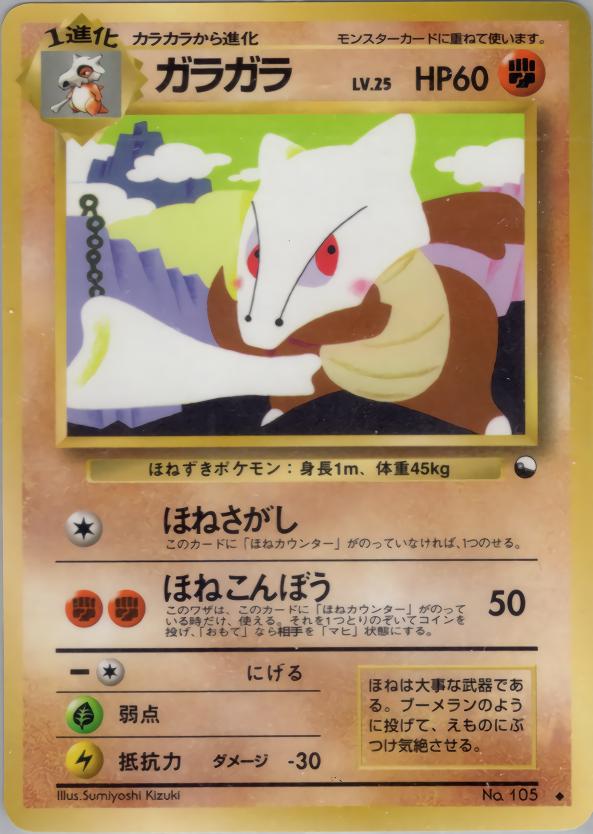 1進化 カラカラから進化 モンスターカードに重ねて使います。
ガラガラ LV.25 HP60
ほねずきポケモン：身長1m、体重45kg
ほねさがし
このカードに「ほねカウンター」がのっていなければ、1つのせる。
ほねこんぼう 50
このワザは、このカードに「ほねカウンター」がのって
いる時だけ、使える。それを1つとりのぞいてコインを
投げ、「おもて」なら相手を「マヒ」状態にする。
にげる
弱点
抵抗力 ダメージ -30
ほねは大事な武器であ
る。ブーメランのよう
に投げて、えものにぶ
つけ気絶させる。
Illus.Sumiyoshi Kizuki No. 105